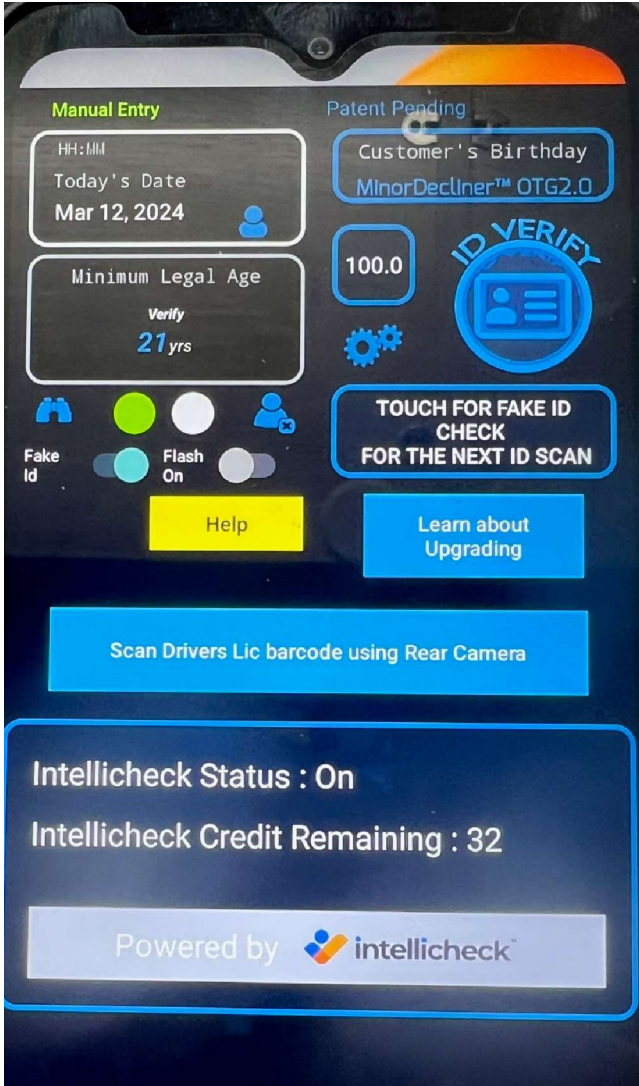 Manual Entry
Patent Pending
HH:MM
Today's Date
Mar 12, 2024
Customer's Birthday
MinorDecliner™ OTG2.0
Minimum Legal Age
Verify
21 yrs
100.0
ID VERIFY
Fake
Id
Flash
On
TOUCH FOR FAKE ID
CHECK
FOR THE NEXT ID SCAN
Help
Learn about
Upgrading
Scan Drivers Lic barcode using Rear Camera
Intellicheck Status : On
Intellicheck Credit Remaining : 32
Powered by intellicheck